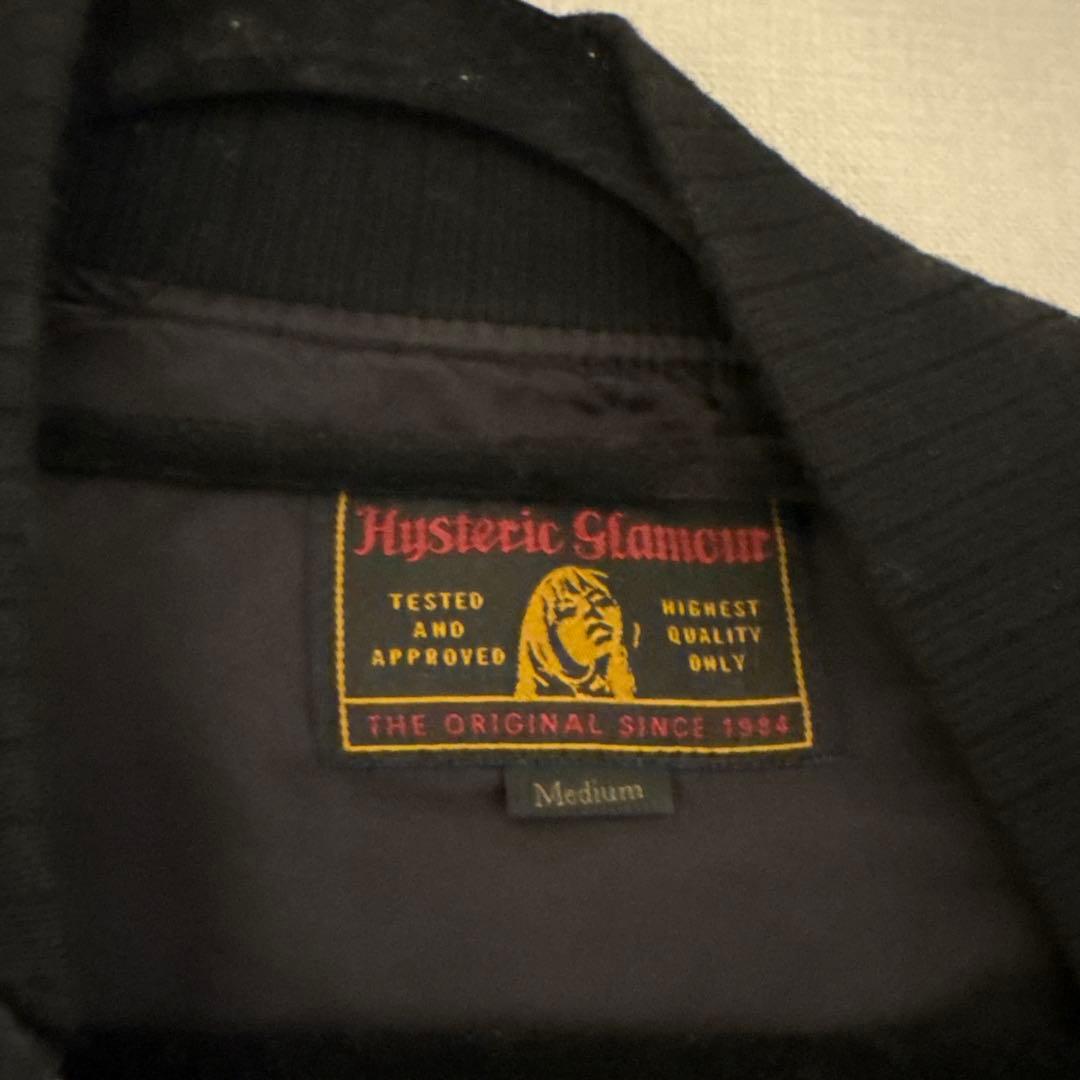 Hysteric Glamour
TESTED
AND
APPROVED
HIGHEST
QUALITY
ONLY
THE ORIGINAL SINCE 1984
Medium